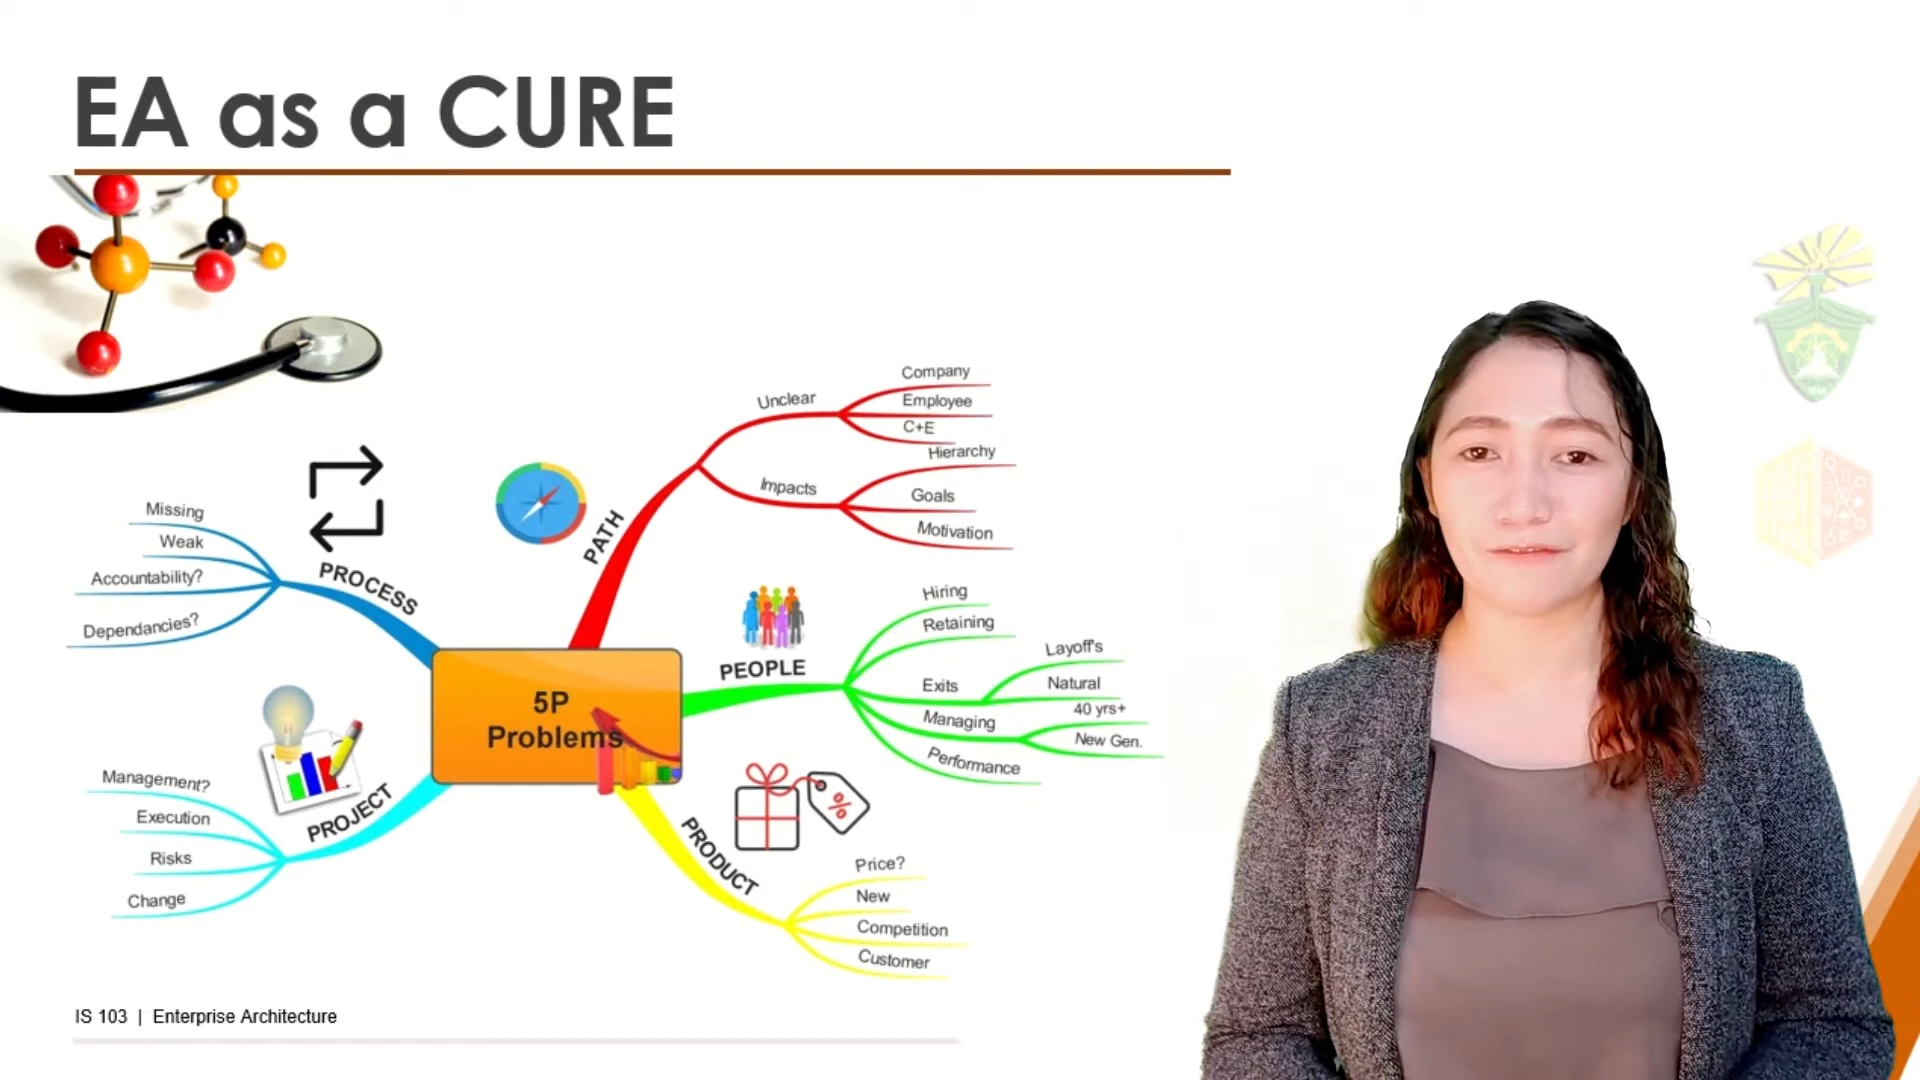 EA as a CURE
Company
Unclear
Employee
C+E
Hierarchy
Impacts
Goals
Motivation
PATH
Missing
Weak
Accountability?
Dependancies?
PROCESS
Hiring
Retaining
PEOPLE
Layoff's
Exits
Natural
40 yrs+
Managing
New Gen.
Performance
5P
Problems
Management?
Execution
Risks
Change
PROJECT
%
PRODUCT
Price?
New
Competition
Customer
IS 103 | Enterprise Architecture